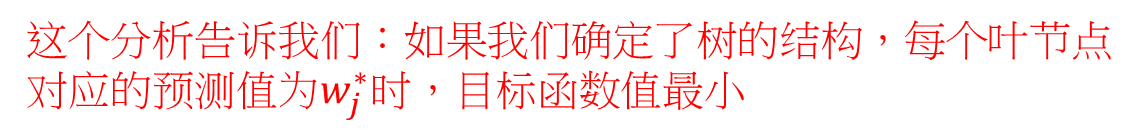 这个分析告诉我们：如果我们确定了树的结构，每个叶节点
对应的预测值为$w_j^*$时，目标函数值最小